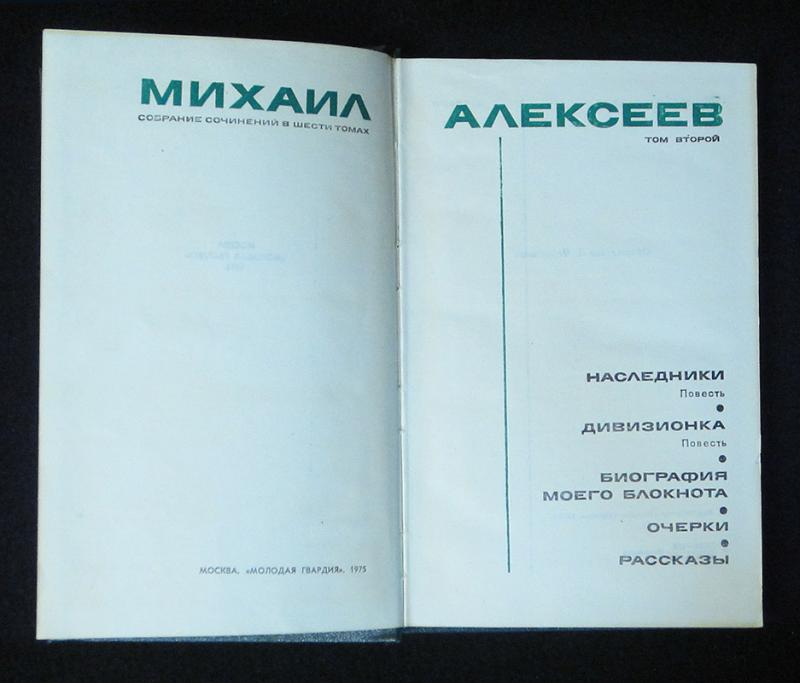 МИХАИЛ
СОБРАНИЕ СОЧИНЕНИЙ В ШЕСТИ ТОМАХ
МОСКВА, «МОЛОДАЯ ГВАРДИЯ», 1975
АЛЕКСЕЕВ
ТОМ ВТОРОЙ
НАСЛЕДНИКИ
Повесть
ДИВИЗИОНКА
Повесть
БИОГРАФИЯ
МОЕГО БЛОКНОТА
ОЧЕРКИ
РАССКАЗЫ